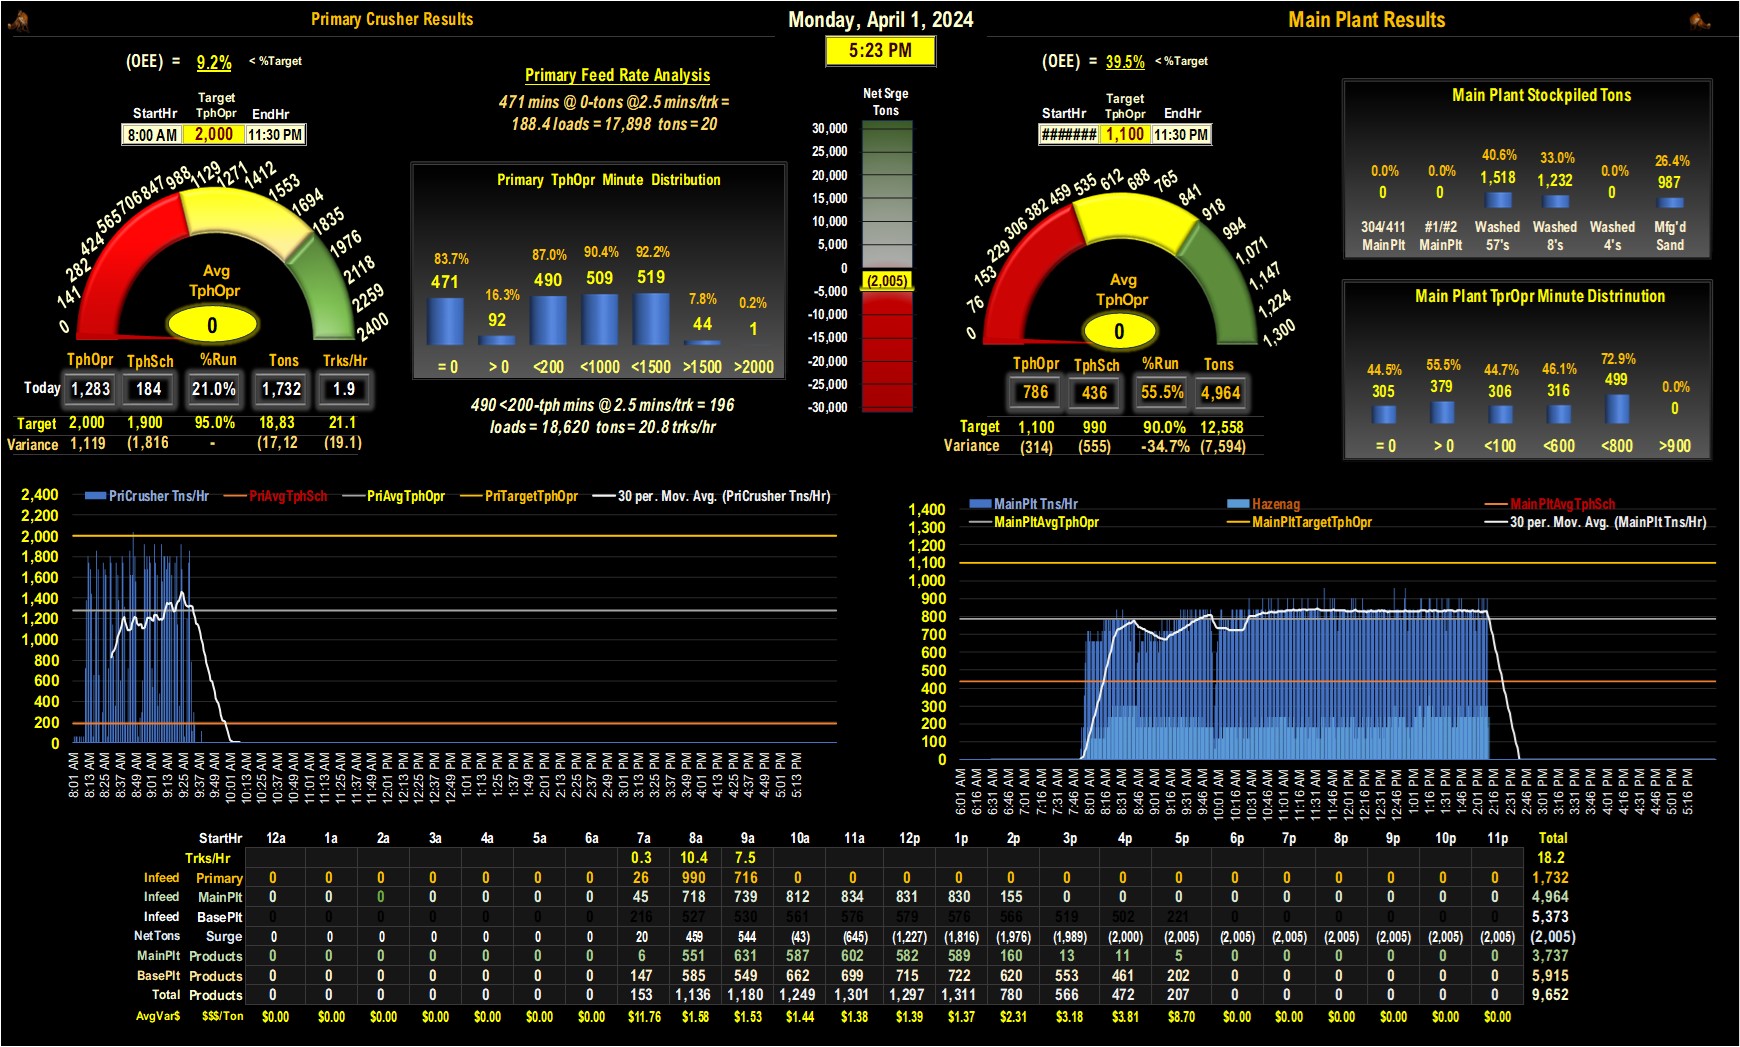 Primary Crusher Results
Monday, April 1, 2024
Main Plant Results
5:23 PM
(OEE) = 9.2% < %Target
StartHr Target TphOpr EndHr
8:00 AM 2,000 11:30 PM
0 141 282 424 565 706 847 988 1129 1271 1412 1553 1694 1835 1976 2118 2259 2400
Avg
TphOpr
0
TphOpr TphSch %Run Tons Trks/Hr
Today 1,283 184 21.0% 1,732 1.9
Target 2,000 1,900 95.0% 18,83 21.1
Variance 1,119 (1,816 - (17,12 (19.1)
Primary Feed Rate Analysis
471 mins @ 0-tons @2.5 mins/trk =
188.4 loads = 17,898 tons = 20
Primary TphOpr Minute Distribution
83.7% 16.3% 87.0% 90.4% 92.2% 7.8% 0.2%
471 92 490 509 519 44 1
= 0 > 0 <200 <1000 <1500 >1500 >2000
490 <200-tph mins @ 2.5 mins/trk = 196
loads = 18,620 tons = 20.8 trks/hr
Net Srge
Tons
30,000
25,000
20,000
15,000
10,000
5,000
0
(2,005)
-5,000
-10,000
-15,000
-20,000
-25,000
-30,000
(OEE) = 39.5% < %Target
StartHr Target TphOpr EndHr
####### 1,100 11:30 PM
0 76 153 229 306 382 459 535 612 688 765 841 918 994 1,071 1,147 1,224 1,300
Avg
TphOpr
0
TphOpr TphSch %Run Tons
786 436 55.5% 4,964
Target 1,100 990 90.0% 12,558
Variance (314) (555) -34.7% (7,594)
Main Plant Stockpiled Tons
0.0% 0.0% 40.6% 33.0% 0.0% 26.4%
0 0 1,518 1,232 0 987
304/411 #1/#2 Washed Washed Washed Mfg'd
MainPlt MainPlt 57's 8's 4's Sand
Main Plant TprOpr Minute Distrinution
44.5% 55.5% 44.7% 46.1% 72.9% 0.0%
305 379 306 316 499 0
= 0 > 0 <100 <600 <800 >900
PriCrusher Tns/Hr PriAvgTphSch PriAvgTphOpr PriTargetTphOpr 30 per. Mov. Avg. (PriCrusher Tns/Hr)
2,400
2,200
2,000
1,800
1,600
1,400
1,200
1,000
800
600
400
200
0
8:01 AM 8:13 AM 8:25 AM 8:37 AM 8:49 AM 9:01 AM 9:13 AM 9:25 AM 9:37 AM 9:49 AM 10:01 AM 10:13 AM 10:25 AM 10:37 AM 10:49 AM 11:01 AM 11:13 AM 11:25 AM 11:37 AM 11:49 AM 12:01 PM 12:13 PM 12:25 PM 12:37 PM 12:49 PM 1:01 PM 1:13 PM 1:25 PM 1:37 PM 1:49 PM 2:01 PM 2:13 PM 2:25 PM 2:37 PM 2:49 PM 3:01 PM 3:13 PM 3:25 PM 3:37 PM 3:49 PM 4:01 PM 4:13 PM 4:25 PM 4:37 PM 4:49 PM 5:01 PM 5:13 PM
MainPlt Tns/Hr Hazenag MainPltAvgTphSch
MainPltAvgTphOpr MainPltTargetTphOpr 30 per. Mov. Avg. (MainPlt Tns/Hr)
1,400
1,300
1,200
1,100
1,000
900
800
700
600
500
400
300
200
100
0
6:01 AM 6:16 AM 6:31 AM 6:46 AM 7:01 AM 7:16 AM 7:31 AM 7:46 AM 8:01 AM 8:16 AM 8:31 AM 8:46 AM 9:01 AM 9:16 AM 9:31 AM 9:46 AM 10:01 AM 10:16 AM 10:31 AM 10:46 AM 11:01 AM 11:16 AM 11:31 AM 11:46 AM 12:01 PM 12:16 PM 12:31 PM 12:46 PM 1:01 PM 1:16 PM 1:31 PM 1:46 PM 2:01 PM 2:16 PM 2:31 PM 2:46 PM 3:01 PM 3:16 PM 3:31 PM 3:46 PM 4:01 PM 4:16 PM 4:31 PM 4:46 PM 5:01 PM 5:16 PM
StartHr 12a 1a 2a 3a 4a 5a 6a 7a 8a 9a 10a 11a 12p 1p 2p 3p 4p 5p 6p 7p 8p 9p 10p 11p Total
Trks/Hr 0.3 10.4 7.5 18.2
Infeed Primary 0 0 0 0 0 0 0 26 990 716 0 0 0 0 0 0 0 0 0 0 0 0 0 0 1,732
Infeed MainPlt 0 0 0 0 0 0 0 45 718 739 812 834 831 830 155 0 0 0 0 0 0 0 0 0 4,964
Infeed BasePlt 0 0 0 0 0 0 0 216 527 530 561 576 579 576 566 519 502 221 0 0 0 0 0 0 5,373
NetTons Surge 0 0 0 0 0 0 0 20 459 544 (43) (645) (1,227) (1,816) (1,976) (1,989) (2,000) (2,005) (2,005) (2,005) (2,005) (2,005) (2,005) (2,005) (2,005)
MainPlt Products 0 0 0 0 0 0 0 6 551 631 587 602 582 589 160 13 11 5 0 0 0 0 0 0 3,737
BasePlt Products 0 0 0 0 0 0 0 147 585 549 662 699 715 722 620 553 461 202 0 0 0 0 0 0 5,915
Total Products 0 0 0 0 0 0 0 153 1,136 1,180 1,249 1,301 1,297 1,311 780 566 472 207 0 0 0 0 0 0 9,652
AvgVar$ $$$/Ton $0.00 $0.00 $0.00 $0.00 $0.00 $0.00 $0.00 $11.76 $1.58 $1.53 $1.44 $1.38 $1.39 $1.37 $2.31 $3.18 $3.81 $8.70 $0.00 $0.00 $0.00 $0.00 $0.00 $0.00